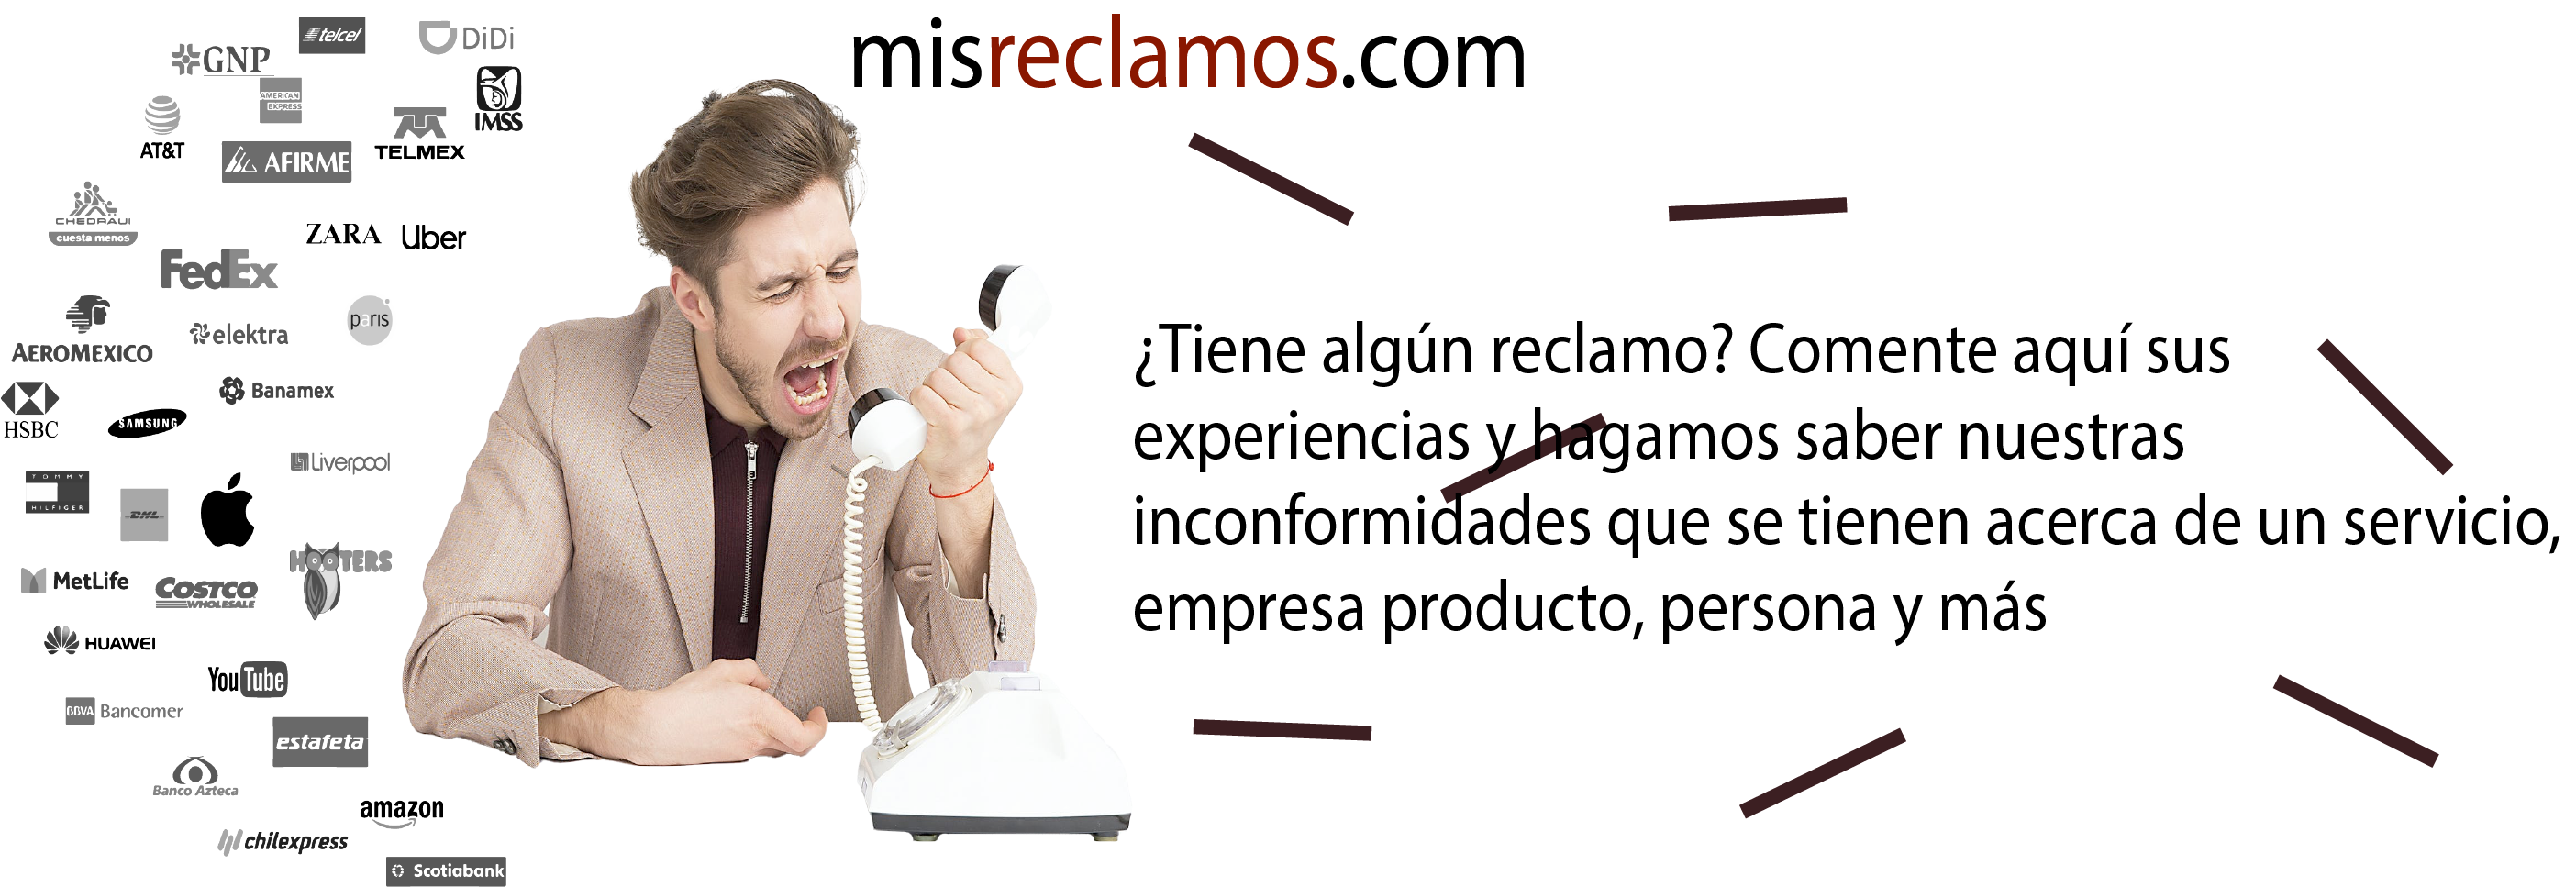 telcel
DiDi
GNP
AMERICAN
EXPRESS
IMSS
AT&T
AFIRME
TELMEX
CHEDRAUI
cuesta menos
ZARA
Uber
FedEx
paris
elektra
AEROMEXICO
Banamex
HSBC
SAMSUNG
Liverpool
TOMMY
HILFIGER
DHL
HOOTERS
MetLife
COSTCO
WHOLESALE
HUAWEI
YouTube
BBVA Bancomer
estafeta
Banco Azteca
amazon
chilexpress
Scotiabank
misreclamos.com
¿Tiene algún reclamo? Comente aquí sus
experiencias y hagamos saber nuestras
inconformidades que se tienen acerca de un servicio,
empresa producto, persona y más